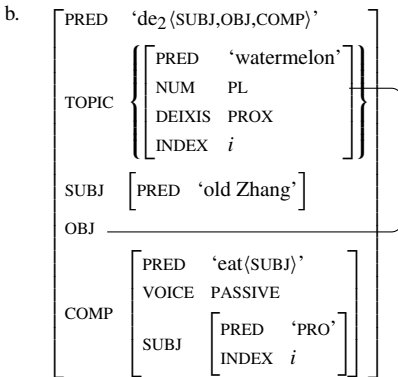 b.
PRED ‘de₂⟨SUBJ,OBJ,COMP⟩’
PRED ‘watermelon’
NUM PL
TOPIC
DEIXIS PROX
INDEX i
SUBJ PRED ‘old Zhang’
OBJ
PRED ‘eat⟨SUBJ⟩’
VOICE PASSIVE
COMP
PRED ‘PRO’
SUBJ
INDEX i